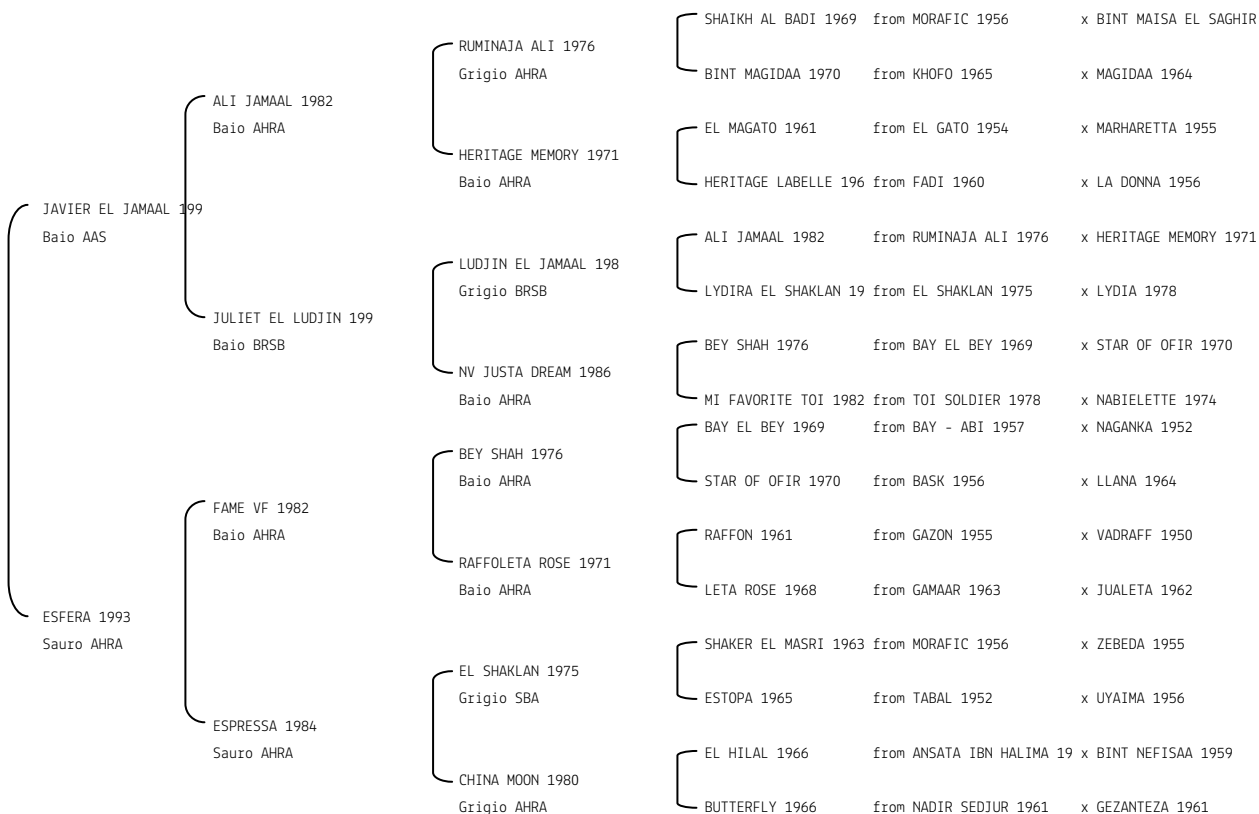 SHAIKH AL BADI 1969 from MORAFIC 1956 x BINT MAISA EL SAGHIR
RUMINAJA ALI 1976
Grigio AHRA
BINT MAGIDAA 1970 from KHOFO 1965 x MAGIDAA 1964
ALI JAMAAL 1982
Baio AHRA
EL MAGATO 1961 from EL GATO 1954 x MARHARETTA 1955
HERITAGE MEMORY 1971
Baio AHRA
HERITAGE LABELLE 196 from FADI 1960 x LA DONNA 1956
JAVIER EL JAMAAL 199
Baio AAS
ALI JAMAAL 1982 from RUMINAJA ALI 1976 x HERITAGE MEMORY 1971
LUDJIN EL JAMAAL 198
Grigio BRSB
LYDIRA EL SHAKLAN 19 from EL SHAKLAN 1975 x LYDIA 1978
JULIET EL LUDJIN 199
Baio BRSB
BEY SHAH 1976 from BAY EL BEY 1969 x STAR OF OFIR 1970
NV JUSTA DREAM 1986
Baio AHRA
MI FAVORITE TOI 1982 from TOI SOLDIER 1978 x NABIELETTE 1974
BAY EL BEY 1969 from BAY - ABI 1957 x NAGANKA 1952
BEY SHAH 1976
Baio AHRA
STAR OF OFIR 1970 from BASK 1956 x LLANA 1964
FAME VF 1982
Baio AHRA
RAFFON 1961 from GAZON 1955 x VADRAFF 1950
RAFFOLETA ROSE 1971
Baio AHRA
LETA ROSE 1968 from GAMAAR 1963 x JUALETA 1962
ESFERA 1993
Sauro AHRA
SHAKER EL MASRI 1963 from MORAFIC 1956 x ZEBEDA 1955
EL SHAKLAN 1975
Grigio SBA
ESTOPA 1965 from TABAL 1952 x UYAIMA 1956
ESPRESSA 1984
Sauro AHRA
EL HILAL 1966 from ANSATA IBN HALIMA 19 x BINT NEFISAA 1959
CHINA MOON 1980
Grigio AHRA
BUTTERFLY 1966 from NADIR SEDJUR 1961 x GEZANTEZA 1961